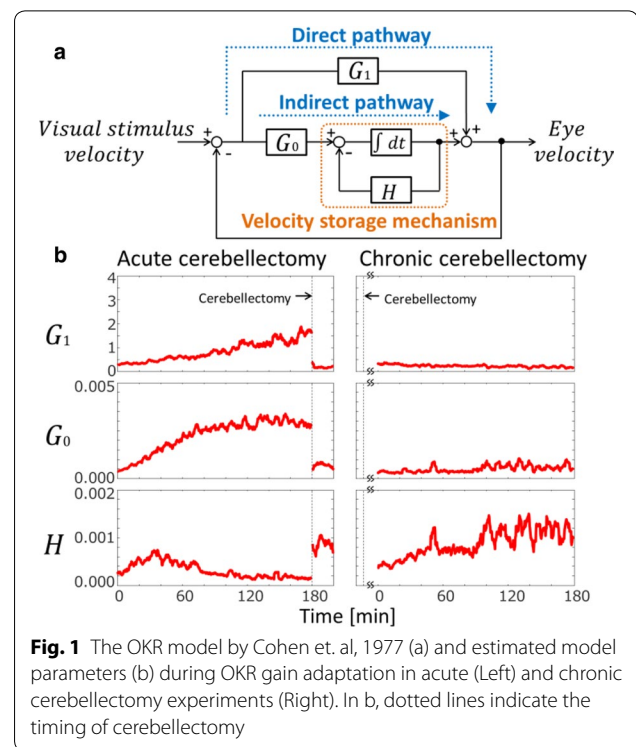 a
Direct pathway
G₁
Indirect pathway
Visual stimulus velocity
+
-
G₀
+
-
∫ dt
+
+
Eye velocity
H
Velocity storage mechanism
b
Acute cerebellectomy
Chronic cerebellectomy
4
3
2
1
0
G₁
Cerebellectomy →
← Cerebellectomy
0.005
0.000
G₀
0.002
0.001
0.000
H
0 60 120 180
0 60 120 180
Time [min]
Fig. 1 The OKR model by Cohen et. al, 1977 (a) and estimated model
parameters (b) during OKR gain adaptation in acute (Left) and chronic
cerebellectomy experiments (Right). In b, dotted lines indicate the
timing of cerebellectomy